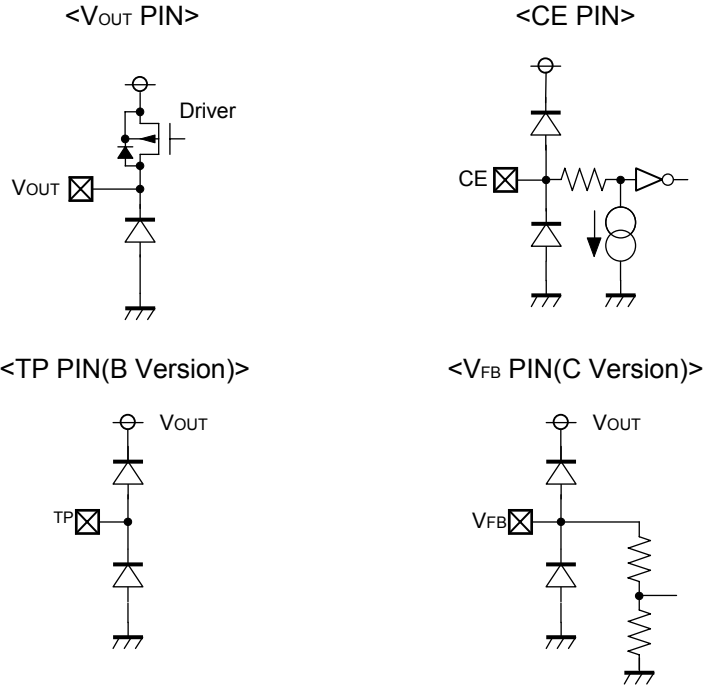 <VOUT PIN>
<CE PIN>
Driver
VOUT
CE
<TP PIN(B Version)>
<VFB PIN(C Version)>
VOUT
VOUT
TP
VFB